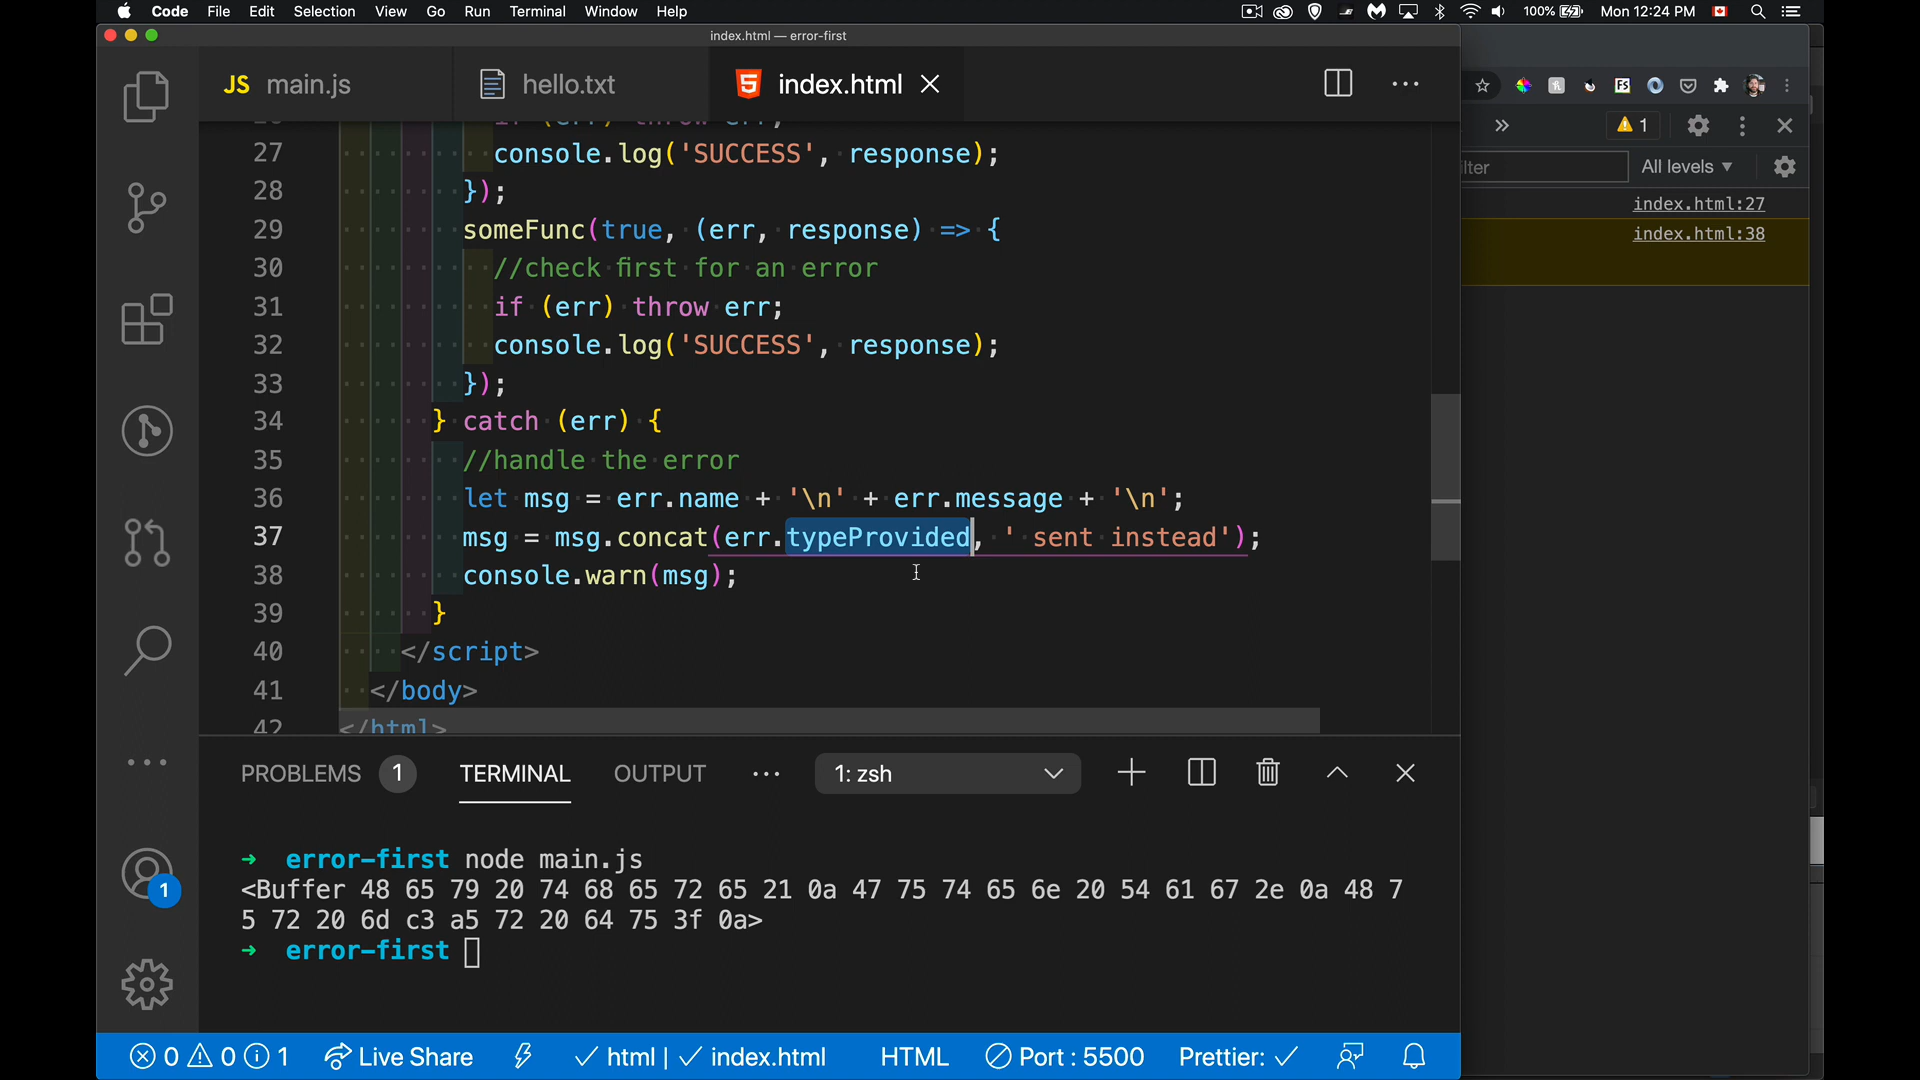 Code File Edit Selection View Go Run Terminal Window Help 100% Mon 12:24 PM
index.html — error-first
JS main.js hello.txt index.html
27 console.log('SUCCESS', response);
28 });
29 someFunc(true, (err, response) => {
30 //check first for an error
31 if (err) throw err;
32 console.log('SUCCESS', response);
33 });
34 } catch (err) {
35 //handle the error
36 let msg = err.name + '\n' + err.message + '\n';
37 msg = msg.concat(err.typeProvided, ' sent instead');
38 console.warn(msg);
39 }
40 </script>
41 </body>
42 </html>
PROBLEMS 1 TERMINAL OUTPUT 1: zsh
➜ error-first node main.js
<Buffer 48 65 79 20 74 68 65 72 65 21 0a 47 75 74 65 6e 20 54 61 67 2e 0a 48 7
5 72 20 6d c3 a5 72 20 64 75 3f 0a>
➜ error-first
1
0 0 1 Live Share html | index.html HTML Port : 5500 Prettier: ✓
1
All levels
index.html:27
index.html:38